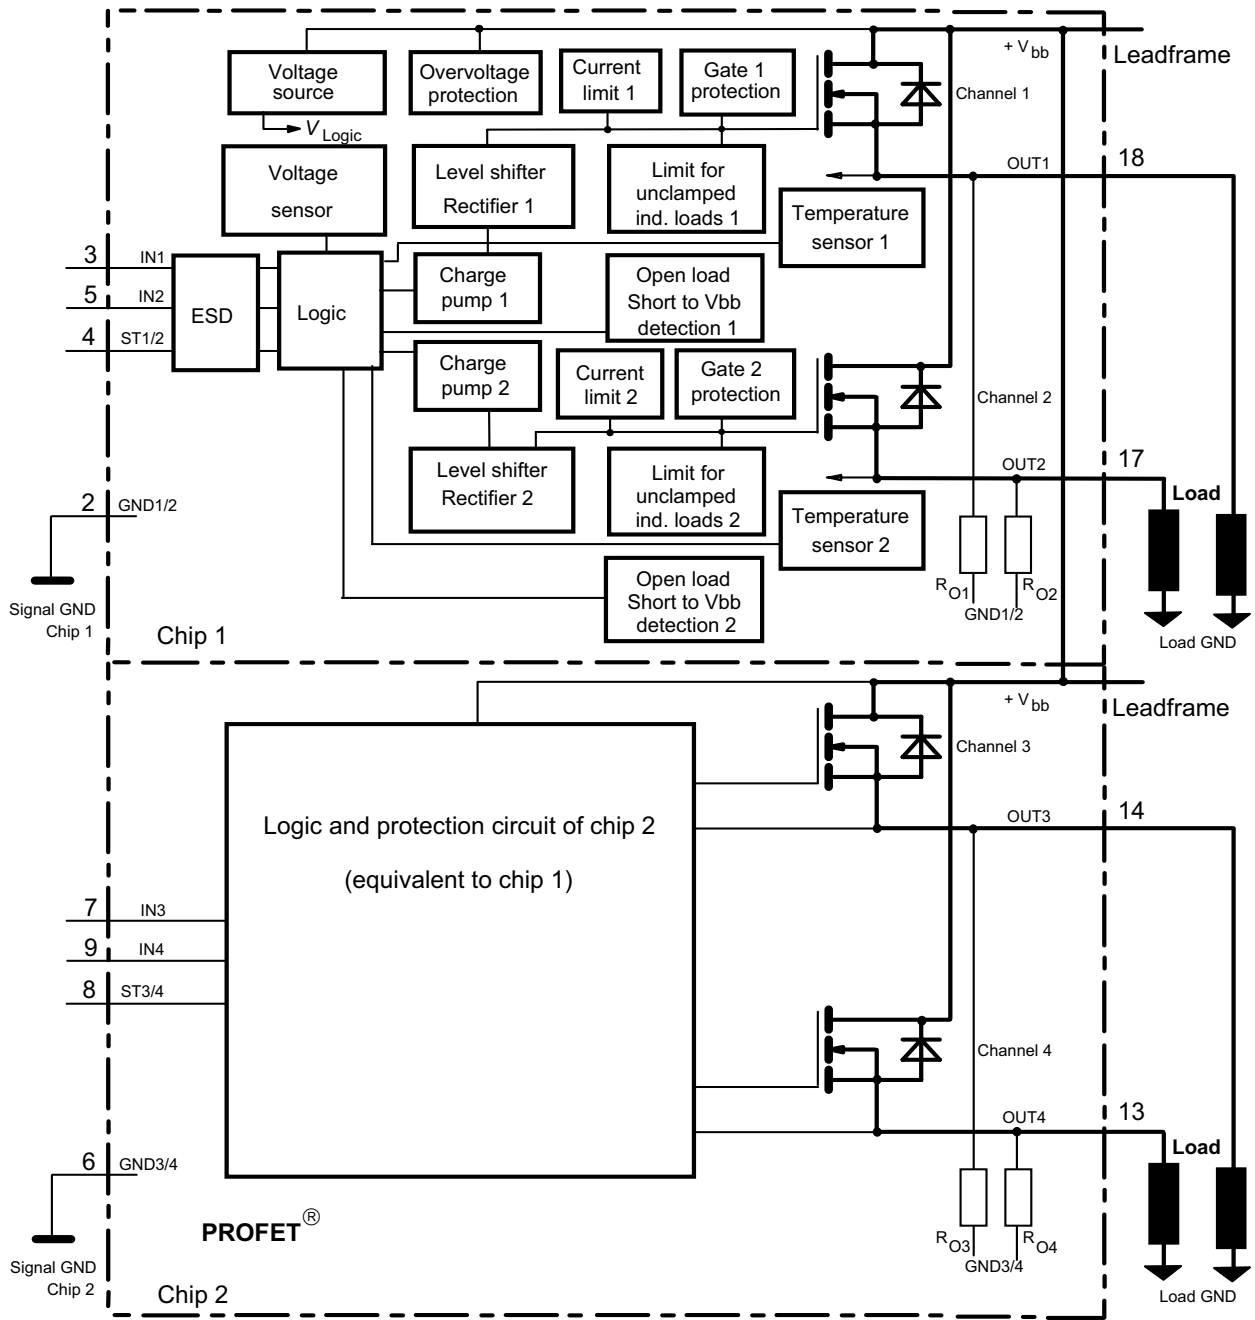 + Vbb
Leadframe
Voltage
source
Overvoltage
protection
Current
limit 1
Gate 1
protection
Channel 1
VLogic
Voltage
sensor
Level shifter
Rectifier 1
Limit for
unclamped
ind. loads 1
OUT1
18
Temperature
sensor 1
3
IN1
5
IN2
4
ST1/2
ESD
Logic
Charge
pump 1
Open load
Short to Vbb
detection 1
Charge
pump 2
Current
limit 2
Gate 2
protection
Channel 2
Level shifter
Rectifier 2
Limit for
unclamped
ind. loads 2
OUT2
17
Load
Temperature
sensor 2
2
GND1/2
Signal GND
Chip 1
Open load
Short to Vbb
detection 2
RO1
RO2
GND1/2
Load GND
Chip 1
+ Vbb
Leadframe
Channel 3
Logic and protection circuit of chip 2
(equivalent to chip 1)
OUT3
14
7
IN3
9
IN4
8
ST3/4
Channel 4
OUT4
13
Load
6
GND3/4
Signal GND
Chip 2
PROFET®
RO3
RO4
GND3/4
Load GND
Chip 2